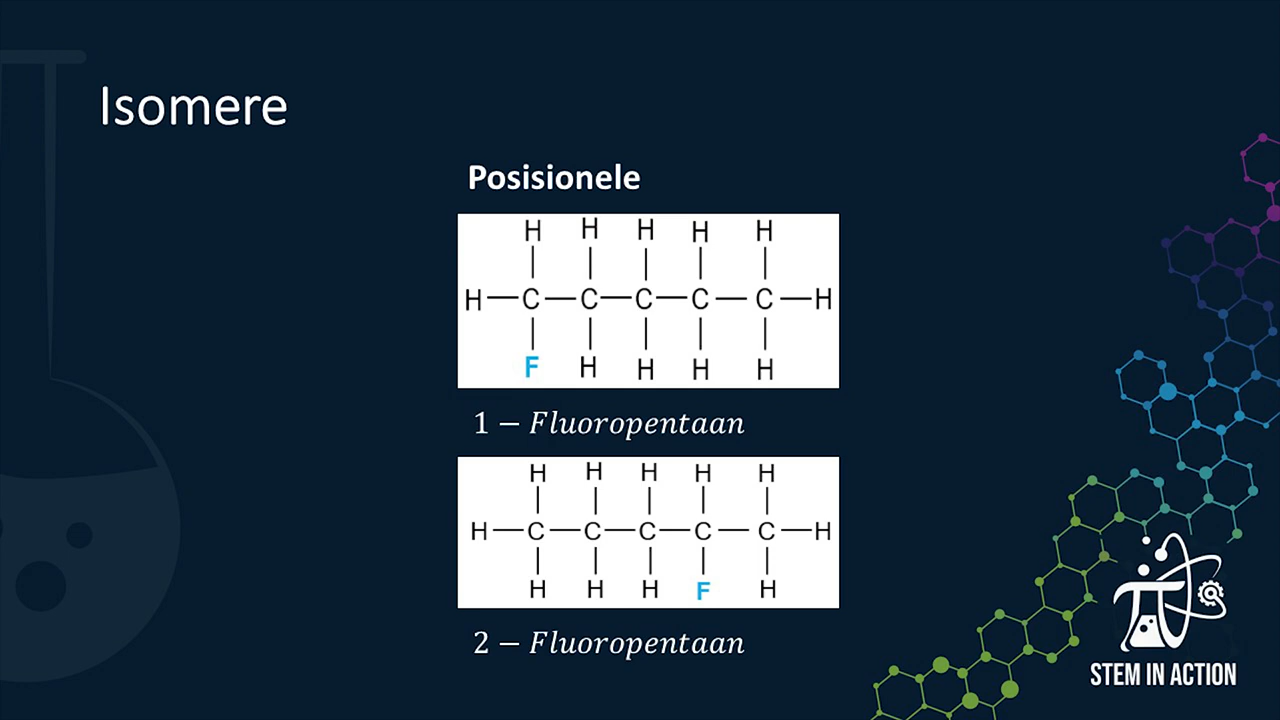 Isomere
Posisionele
H H H H H
H — C — C — C — C — C — H
F H H H H
1 − Fluoropentaan
H H H H H
H — C — C — C — C — C — H
H H H F H
2 − Fluoropentaan
π
STEM IN ACTION